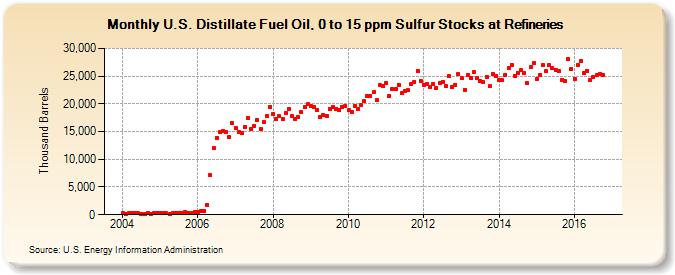 Monthly U.S. Distillate Fuel Oil, 0 to 15 ppm Sulfur Stocks at Refineries
Thousand Barrels
30,000
25,000
20,000
15,000
10,000
5,000
0
2004 2006 2008 2010 2012 2014 2016
Source: U.S. Energy Information Administration